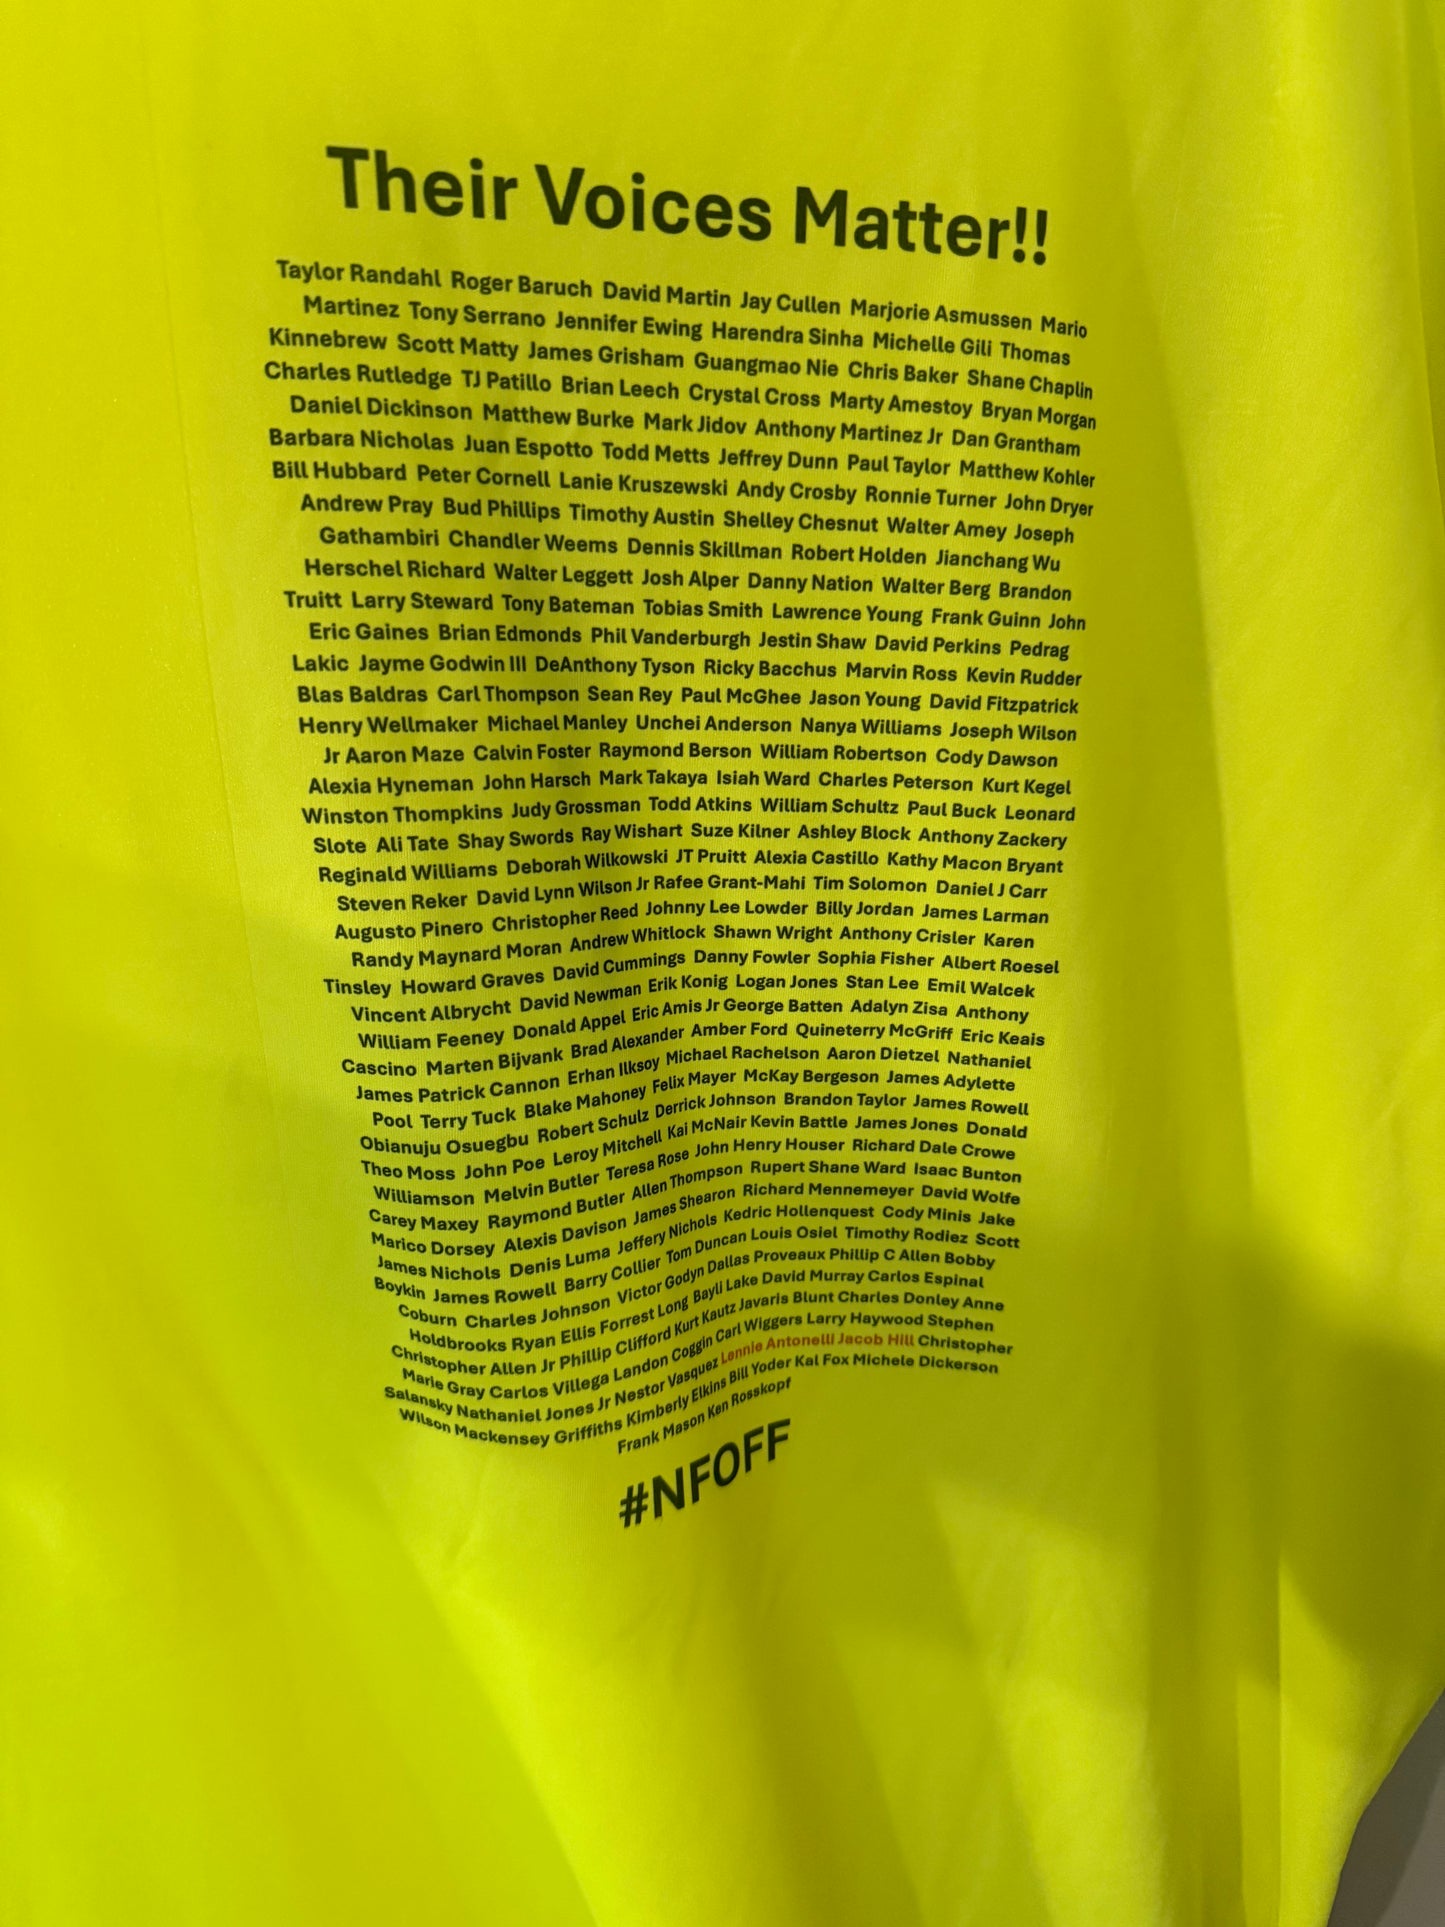 Their Voices Matter!!
Taylor Randahl Roger Baruch David Martin Jay Cullen Marjorie Asmussen Mario
Martinez Tony Serrano Jennifer Ewing Harendra Sinha Michelle Gili Thomas
Kinnebrew Scott Matty James Grisham Guangmao Nie Chris Baker Shane Chaplin
Charles Rutledge TJ Patillo Brian Leech Crystal Cross Marty Amestoy Bryan Morgan
Daniel Dickinson Matthew Burke Mark Jidov Anthony Martinez Jr Dan Grantham
Barbara Nicholas Juan Espotto Todd Metts Jeffrey Dunn Paul Taylor Matthew Kohler
Bill Hubbard Peter Cornell Lanie Kruszewski Andy Crosby Ronnie Turner John Dryer
Andrew Pray Bud Phillips Timothy Austin Shelley Chesnut Walter Amey Joseph
Gathambiri Chandler Weems Dennis Skillman Robert Holden Jianchang Wu
Herschel Richard Walter Leggett Josh Alper Danny Nation Walter Berg Brandon
Truitt Larry Steward Tony Bateman Tobias Smith Lawrence Young Frank Guinn John
Eric Gaines Brian Edmonds Phil Vanderburgh Jestin Shaw David Perkins Pedrag
Lakic Jayme Godwin III DeAnthony Tyson Ricky Bacchus Marvin Ross Kevin Rudder
Blas Baldras Carl Thompson Sean Rey Paul McGhee Jason Young David Fitzpatrick
Henry Wellmaker Michael Manley Unchei Anderson Nanya Williams Joseph Wilson
Jr Aaron Maze Calvin Foster Raymond Berson William Robertson Cody Dawson
Alexia Hyneman John Harsch Mark Takaya Isiah Ward Charles Peterson Kurt Kegel
Winston Thompkins Judy Grossman Todd Atkins William Schultz Paul Buck Leonard
Slote Ali Tate Shay Swords Ray Wishart Suze Kilner Ashley Block Anthony Zackery
Reginald Williams Deborah Wilkowski JT Pruitt Alexia Castillo Kathy Macon Bryant
Steven Reker David Lynn Wilson Jr Rafee Grant-Mahi Tim Solomon Daniel J Carr
Augusto Pinero Christopher Reed Johnny Lee Lowder Billy Jordan James Larman
Randy Maynard Moran Andrew Whitlock Shawn Wright Anthony Crisler Karen
Tinsley Howard Graves David Cummings Danny Fowler Sophia Fisher Albert Roesel
Vincent Albrycht David Newman Erik Konig Logan Jones Stan Lee Emil Walcek
William Feeney Donald Appel Eric Amis Jr George Batten Adalyn Zisa Anthony
Cascino Marten Bijvank Brad Alexander Amber Ford Quineterry McGriff Eric Keais
James Patrick Cannon Erhan Ilksoy Michael Rachelson Aaron Dietzel Nathaniel
Pool Terry Tuck Blake Mahoney Felix Mayer McKay Bergeson James Adylette
Obianuju Osuegbu Robert Schulz Derrick Johnson Brandon Taylor James Rowell
Theo Moss John Poe Leroy Mitchell Kai McNair Kevin Battle James Jones Donald
Williamson Melvin Butler Teresa Rose John Henry Houser Richard Dale Crowe
Carey Maxey Raymond Butler Allen Thompson Rupert Shane Ward Isaac Bunton
Marico Dorsey Alexis Davison James Shearon Richard Mennemeyer David Wolfe
James Nichols Denis Luma Jeffery Nichols Kedric Hollenquest Cody Minis Jake
Boykin James Rowell Barry Collier Tom Duncan Louis Osiel Timothy Rodiez Scott
Coburn Charles Johnson Victor Godyn Dallas Proveaux Phillip C Allen Bobby
Holdbrooks Ryan Ellis Forrest Long Bayli Lake David Murray Carlos Espinal
Christopher Allen Jr Phillip Clifford Kurt Kautz Javaris Blunt Charles Donley Anne
Marie Gray Carlos Villega Landon Coggin Carl Wiggers Larry Haywood Stephen
Salansky Nathaniel Jones Jr Nestor Vasquez Lennie Antonelli Jacob Hill Christopher
Wilson Mackensey Griffiths Kimberly Elkins Bill Yoder Kal Fox Michele Dickerson
Frank Mason Ken Rosskopf
#NFOFF